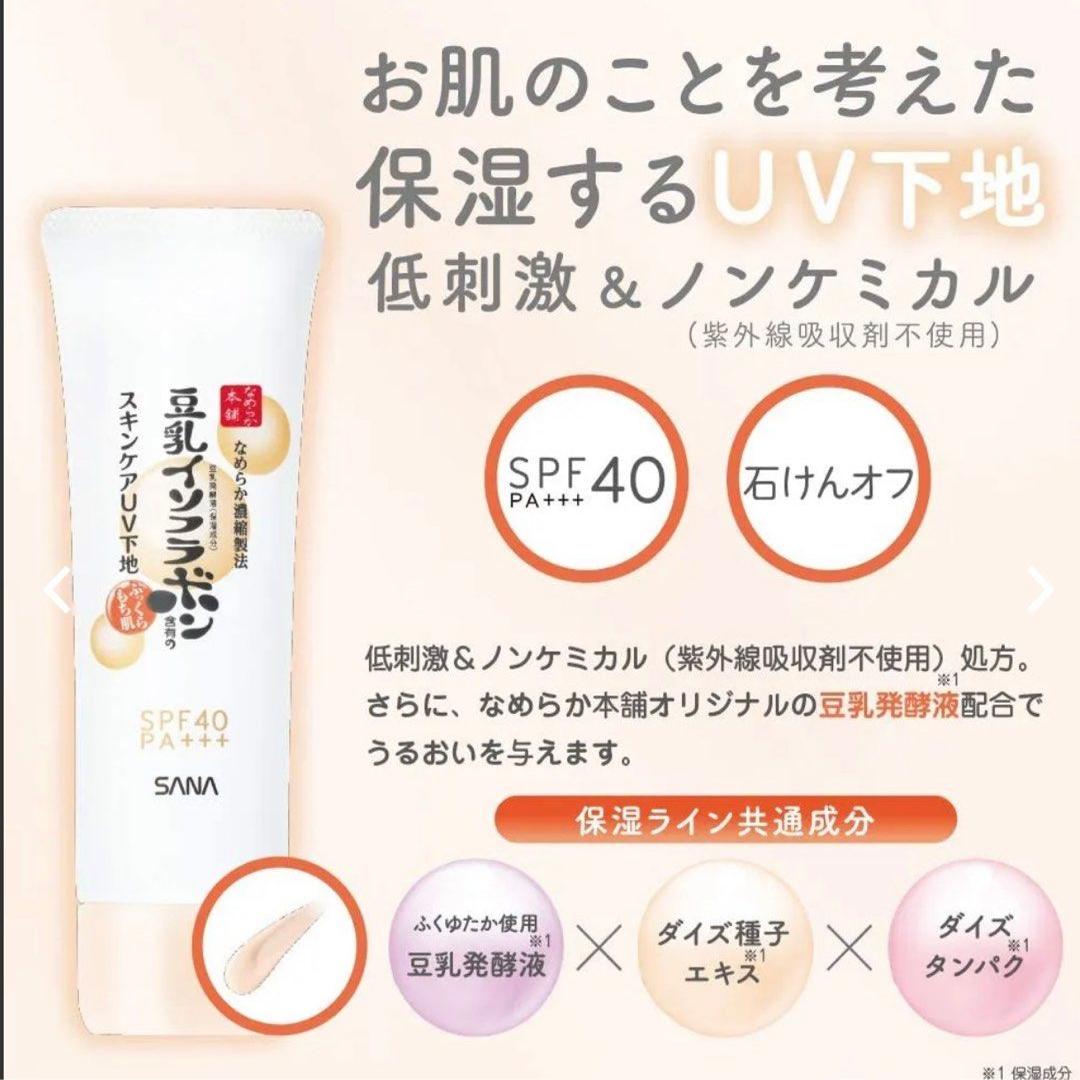 お肌のことを考えた
保湿するUV下地
低刺激&ノンケミカル
(紫外線吸収剤不使用)
SPF40
PA+++
石けんオフ
なめらか本舗
なめらか濃縮製法
豆乳イソフラボン
豆乳発酵液(保湿成分)
含有の
スキンケアUV下地
ふっくら
もち肌
SPF40
PA+++
SANA
低刺激&ノンケミカル(紫外線吸収剤不使用)処方。
さらに、なめらか本舗オリジナルの豆乳発酵液※1配合で
うるおいを与えます。
保湿ライン共通成分
ふくゆたか使用
豆乳発酵液※1
×
ダイズ種子
エキス※1
×
ダイズ
タンパク※1
※1 保湿成分